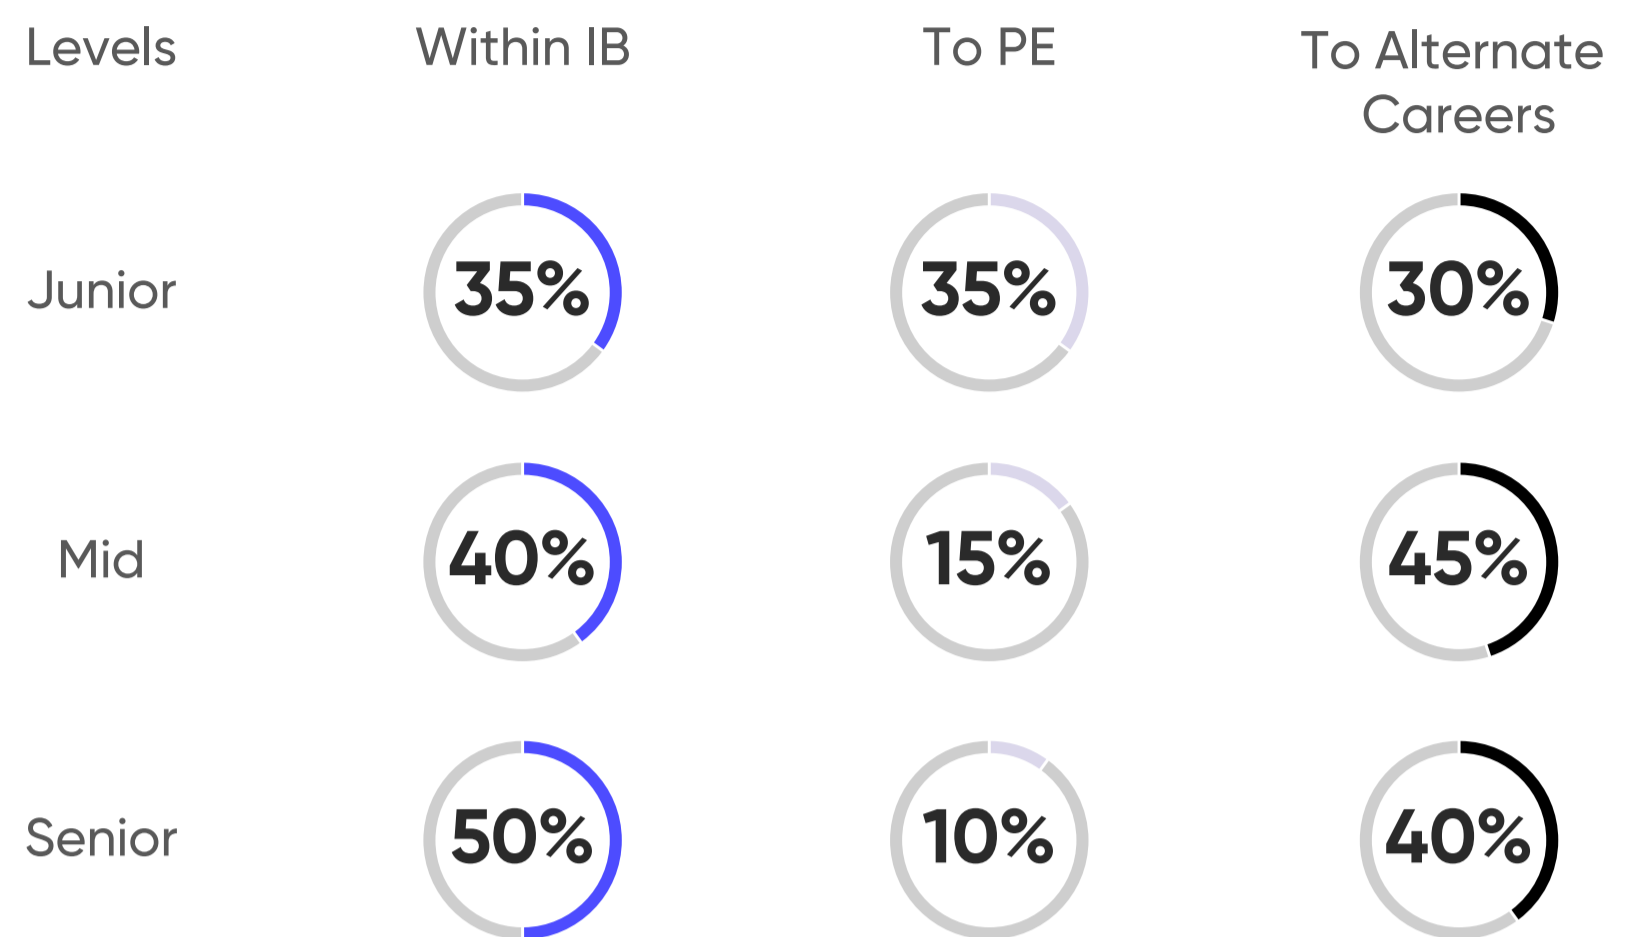 Levels
Within IB
To PE
To Alternate
Careers
Junior
35%
35%
30%
Mid
40%
15%
45%
Senior
50%
10%
40%